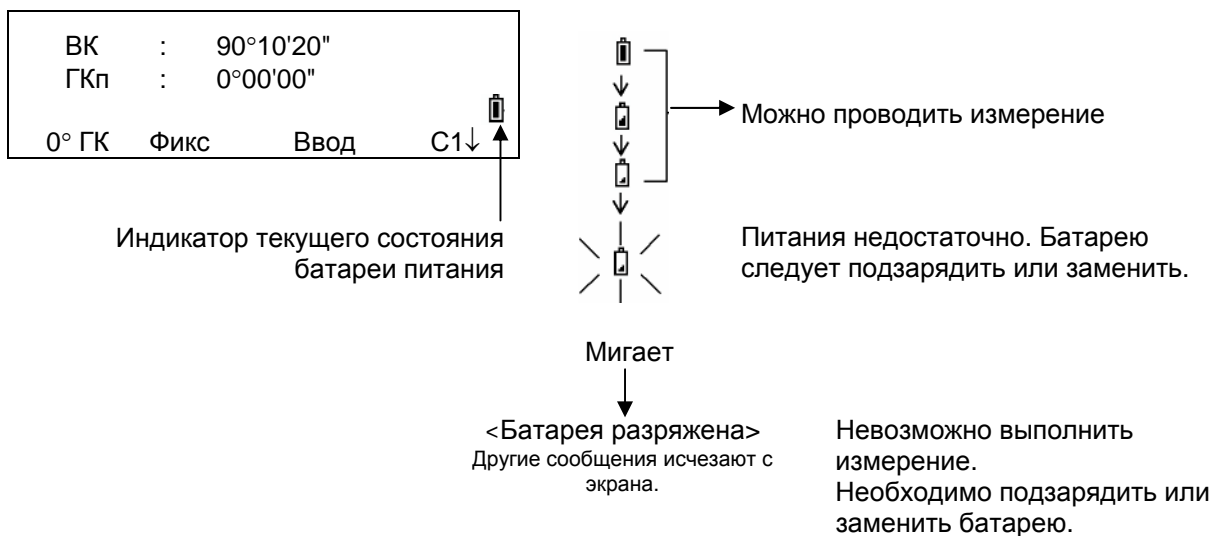 ВК : 90°10'20"
ГКп : 0°00'00"
0° ГК Фикс Ввод С1↓
Индикатор текущего состояния
батареи питания
Можно проводить измерение
Питания недостаточно. Батарею
следует подзарядить или заменить.
Мигает
<Батарея разряжена>
Другие сообщения исчезают с
экрана.
Невозможно выполнить
измерение.
Необходимо подзарядить или
заменить батарею.